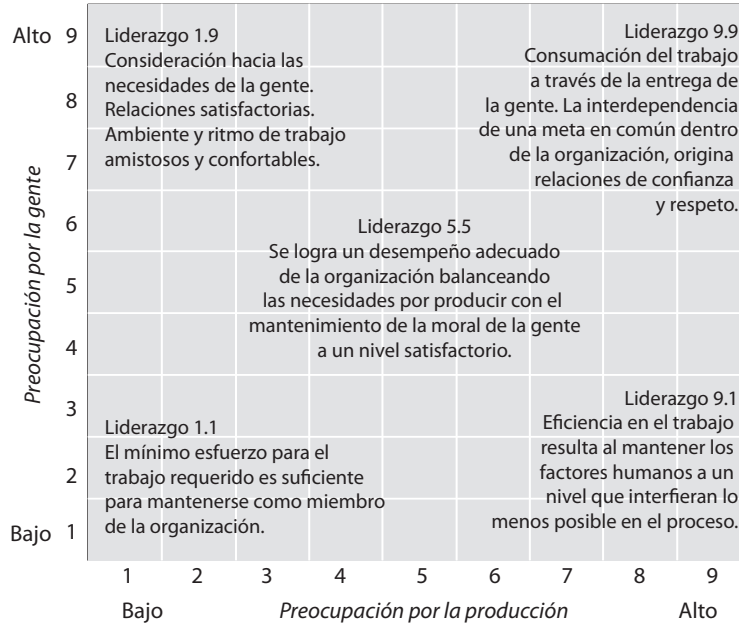 Alto 9
8
7
6
5
4
3
2
Bajo 1
Preocupación por la gente
Liderazgo 1.9
Consideración hacia las
necesidades de la gente.
Relaciones satisfactorias.
Ambiente y ritmo de trabajo
amistosos y confortables.
Liderazgo 9.9
Consumación del trabajo
a través de la entrega de
la gente. La interdependencia
de una meta en común dentro
de la organización, origina
relaciones de confianza
y respeto.
Liderazgo 5.5
Se logra un desempeño adecuado
de la organización balanceando
las necesidades por producir con el
mantenimiento de la moral de la gente
a un nivel satisfactorio.
Liderazgo 1.1
El mínimo esfuerzo para el
trabajo requerido es suficiente
para mantenerse como miembro
de la organización.
Liderazgo 9.1
Eficiencia en el trabajo
resulta al mantener los
factores humanos a un
nivel que interfieran lo
menos posible en el proceso.
1 2 3 4 5 6 7 8 9
Bajo Preocupación por la producción Alto